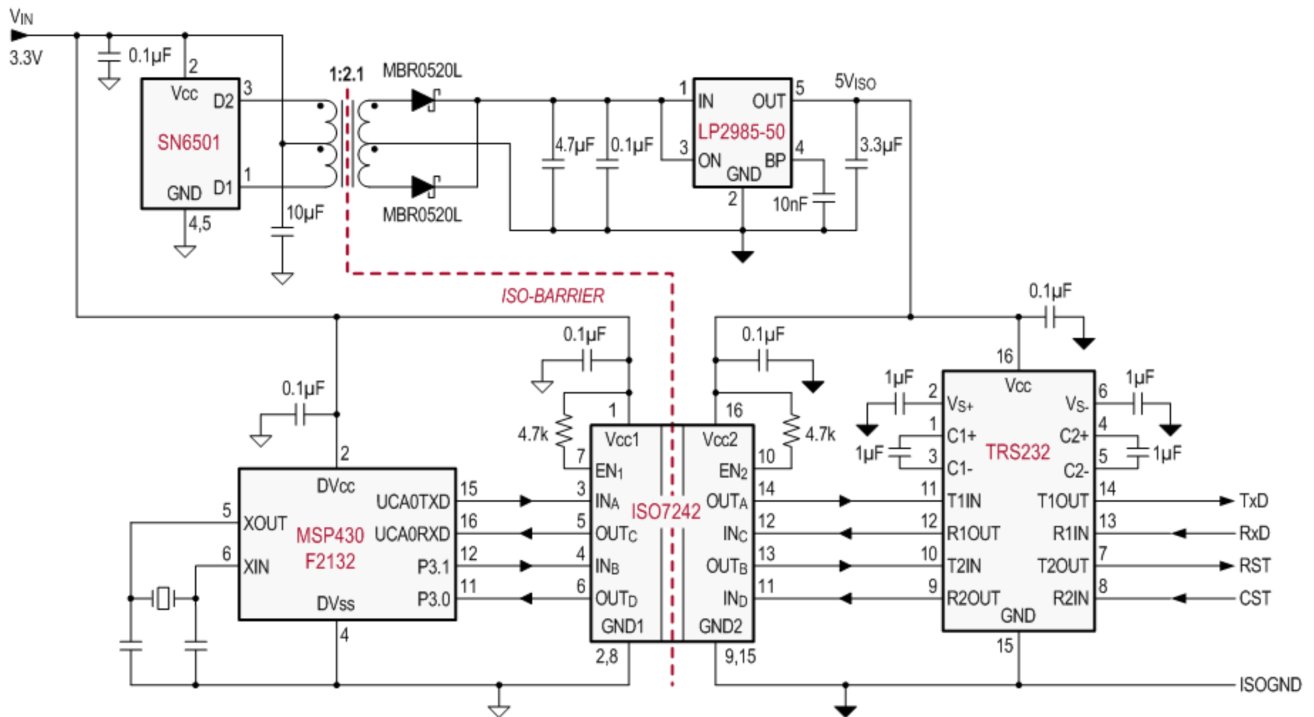 VIN
3.3V
0.1µF
2
Vcc
D2
3
SN6501
D1
1
GND
4,5
10µF
1:2.1
MBR0520L
MBR0520L
4.7µF
0.1µF
1
IN
OUT
5
LP2985-50
3
ON
BP
4
GND
2
10nF
5VISO
3.3µF
ISO-BARRIER
0.1µF
0.1µF
0.1µF
0.1µF
4.7k
4.7k
2
DVcc
5
XOUT
6
XIN
MSP430
F2132
UCA0TXD
15
UCA0RXD
16
P3.1
12
P3.0
11
DVss
4
1
Vcc1
7
EN1
3
INA
5
OUTC
4
INB
6
OUTD
GND1
2,8
ISO7242
16
Vcc2
10
EN2
OUTA
14
INC
12
OUTB
13
IND
11
GND2
9,15
16
Vcc
1µF
2
VS+
1
C1+
1µF
3
C1-
TRS232
VS-
6
1µF
C2+
4
C2-
5
1µF
11
T1IN
T1OUT
14
TxD
12
R1OUT
R1IN
13
RxD
10
T2IN
T2OUT
7
RST
9
R2OUT
R2IN
8
CST
GND
15
ISOGND